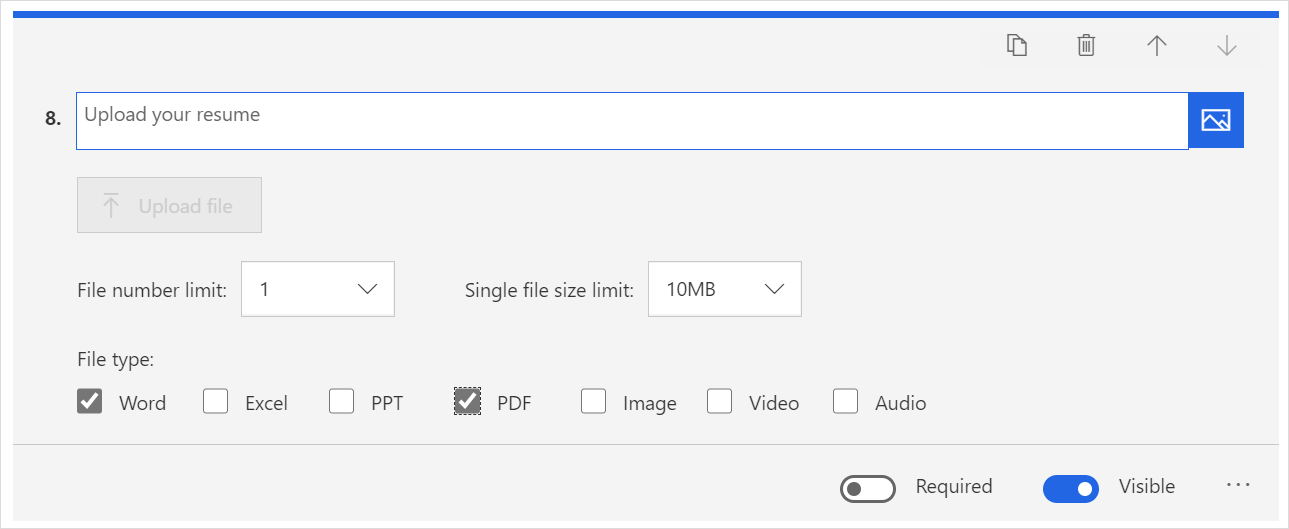 8. Upload your resume
Upload file
File number limit: 1 Single file size limit: 10MB
File type:
Word Excel PPT PDF Image Video Audio
Required Visible ...